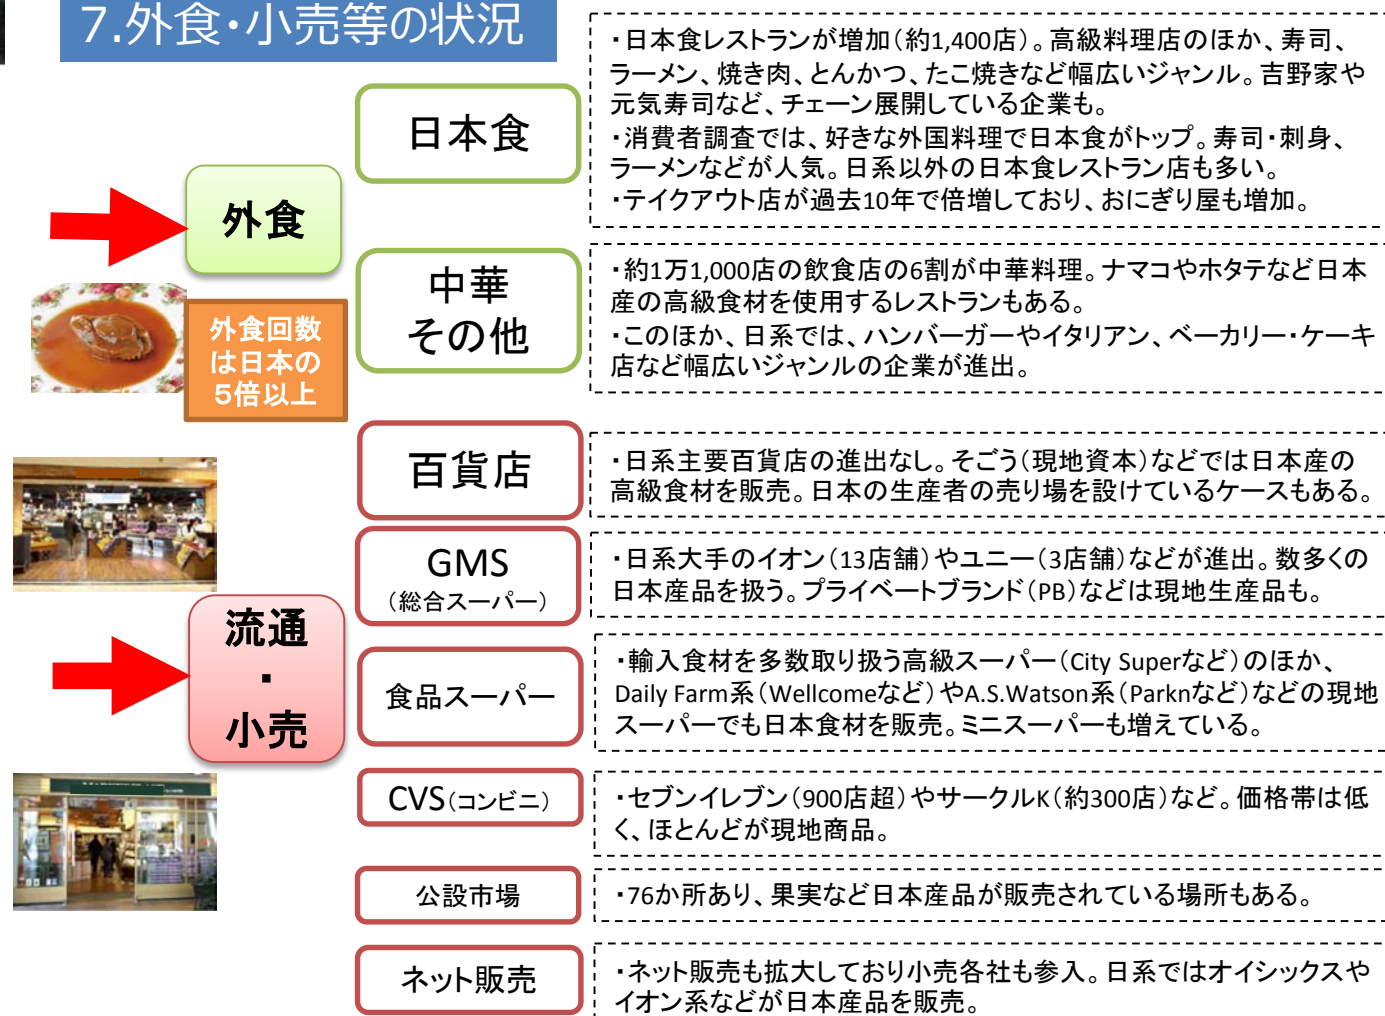 7.外食・小売等の状況
外食
外食回数
は日本の
5倍以上
日本食
・日本食レストランが増加(約1,400店)。高級料理店のほか、寿司、
ラーメン、焼き肉、とんかつ、たこ焼きなど幅広いジャンル。吉野家や
元気寿司など、チェーン展開している企業も。
・消費者調査では、好きな外国料理で日本食がトップ。寿司・刺身、
ラーメンなどが人気。日系以外の日本食レストラン店も多い。
・テイクアウト店が過去10年で倍増しており、おにぎり屋も増加。
中華
その他
・約1万1,000店の飲食店の6割が中華料理。ナマコやホタテなど日本
産の高級食材を使用するレストランもある。
・このほか、日系では、ハンバーガーやイタリアン、ベーカリー・ケーキ
店など幅広いジャンルの企業が進出。
流通
・
小売
百貨店
・日系主要百貨店の進出なし。そごう(現地資本)などでは日本産の
高級食材を販売。日本の生産者の売り場を設けているケースもある。
GMS
(総合スーパー)
・日系大手のイオン(13店舗)やユニー(3店舗)などが進出。数多くの
日本産品を扱う。プライベートブランド(PB)などは現地生産品も。
食品スーパー
・輸入食材を多数取り扱う高級スーパー(City Superなど)のほか、
Daily Farm系(Wellcomeなど)やA.S.Watson系(Parknなど)などの現地
スーパーでも日本食材を販売。ミニスーパーも増えている。
CVS(コンビニ)
・セブンイレブン(900店超)やサークルK(約300店)など。価格帯は低
く、ほとんどが現地商品。
公設市場
・76か所あり、果実など日本産品が販売されている場所もある。
ネット販売
・ネット販売も拡大しており小売各社も参入。日系ではオイシックスや
イオン系などが日本産品を販売。